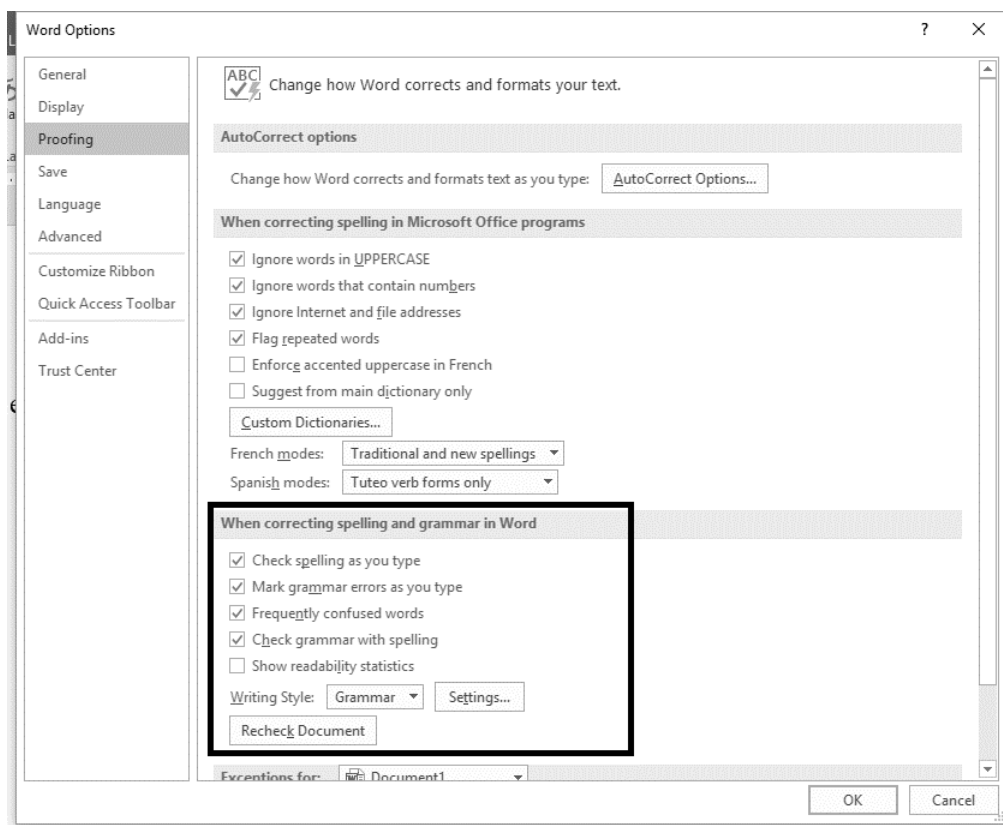 Word Options
?
General
Display
Proofing
Save
Language
Advanced
Customize Ribbon
Quick Access Toolbar
Add-ins
Trust Center
ABC
Change how Word corrects and formats your text.
AutoCorrect options
Change how Word corrects and formats text as you type: AutoCorrect Options...
When correcting spelling in Microsoft Office programs
Ignore words in UPPERCASE
Ignore words that contain numbers
Ignore Internet and file addresses
Flag repeated words
Enforce accented uppercase in French
Suggest from main dictionary only
Custom Dictionaries...
French modes: Traditional and new spellings
Spanish modes: Tuteo verb forms only
When correcting spelling and grammar in Word
Check spelling as you type
Mark grammar errors as you type
Frequently confused words
Check grammar with spelling
Show readability statistics
Writing Style: Grammar Settings...
Recheck Document
Exceptions for: Document1
OK Cancel